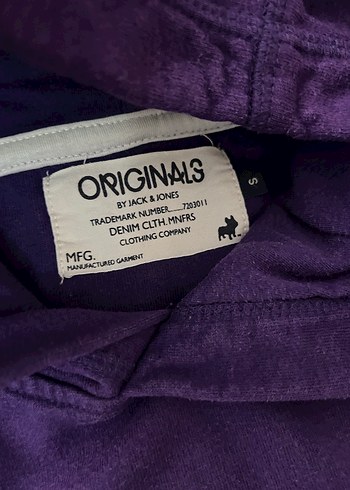 ORIGINALS
BY JACK & JONES
TRADEMARK NUMBER......7203011
DENIM CLTH. MNFRS
CLOTHING COMPANY
MFG.
MANUFACTURED GARMENT
S